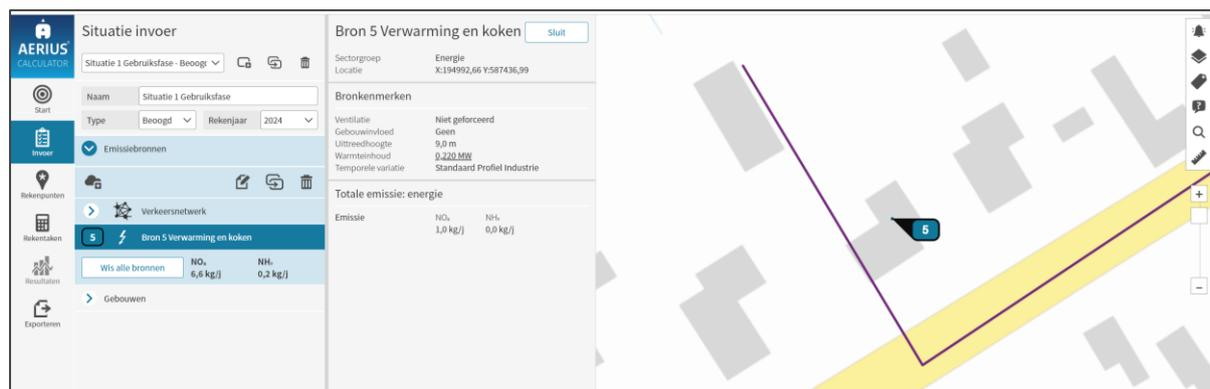 AERIUS®
CALCULATOR
Start
Invoer
Rekenpunten
Rekentaken
Resultaten
Exporteren
Situatie invoer
Situatie 1 Gebruiksfase - Beoogd
Naam Situatie 1 Gebruiksfase
Type Beoogd Rekenjaar 2024
Emissiebronnen
Verkeersnetwerk
5 Bron 5 Verwarming en koken
Wis alle bronnen
NOₓ NH₃
6,6 kg/j 0,2 kg/j
Gebouwen
Bron 5 Verwarming en koken Sluit
Sectorgroep Energie
Locatie X:194992,66 Y:587436,99
Bronkenmerken
Ventilatie Niet geforceerd
Gebouwinvloed Geen
Uittreedhoogte 9,0 m
Warmteinhoud 0,220 MW
Temporele variatie Standaard Profiel Industrie
Totale emissie: energie
Emissie NOₓ NH₃
1,0 kg/j 0,0 kg/j
5